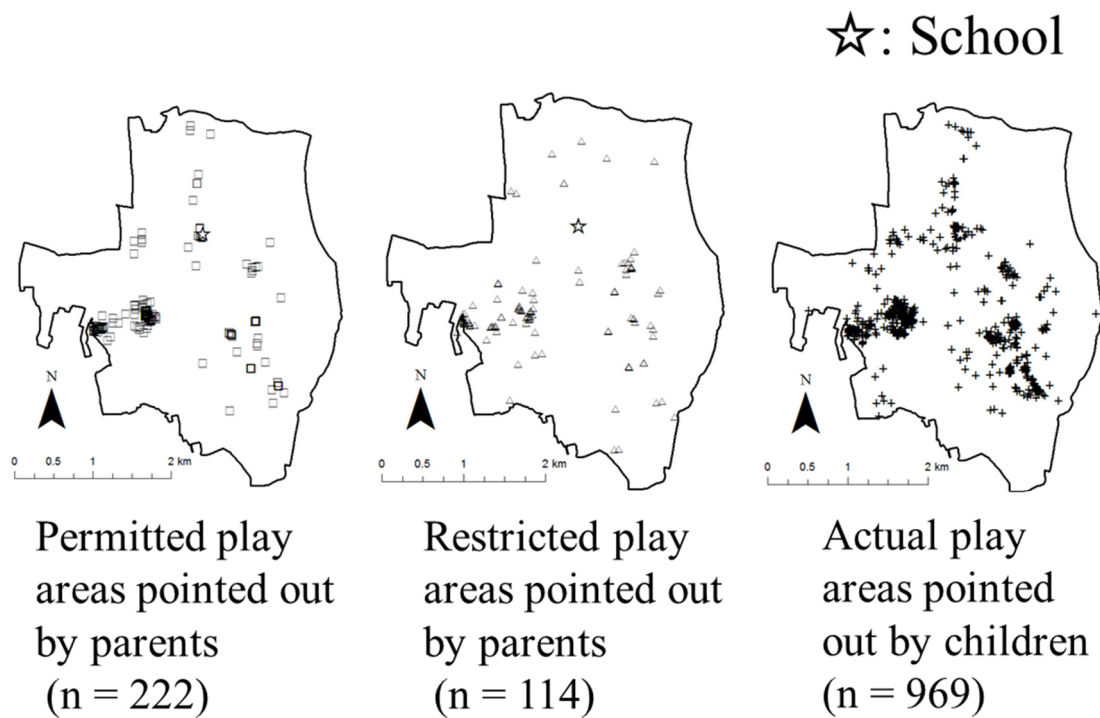 ☆: School
N
0 0.5 1 2 km
Permitted play
areas pointed out
by parents
(n = 222)
N
0 0.5 1 2 km
Restricted play
areas pointed out
by parents
(n = 114)
N
0 0.5 1 2 km
Actual play
areas pointed
out by children
(n = 969)